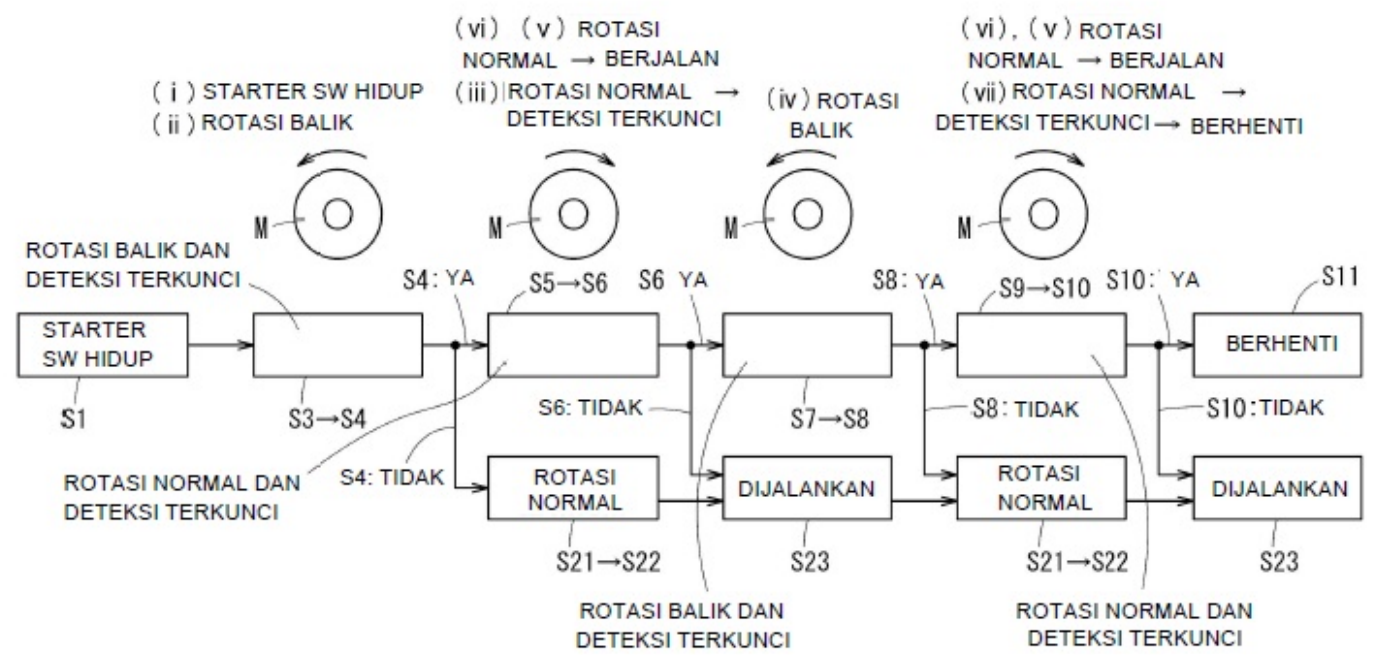 (vi) (v) ROTASI
NORMAL → BERJALAN
(iii) ROTASI NORMAL →
DETEKSI TERKUNCI
(vi), (v) ROTASI
NORMAL → BERJALAN
(vii) ROTASI NORMAL →
DETEKSI TERKUNCI → BERHENTI
(i) STARTER SW HIDUP
(ii) ROTASI BALIK
(iv) ROTASI
BALIK
M
M
M
M
ROTASI BALIK DAN
DETEKSI TERKUNCI
S4: YA
S5→S6
S6 YA
S8: YA
S9→S10
S10: YA
S11
STARTER
SW HIDUP
BERHENTI
S1
S3→S4
S6: TIDAK
S7→S8
S8: TIDAK
S10: TIDAK
ROTASI NORMAL DAN
DETEKSI TERKUNCI
S4: TIDAK
ROTASI
NORMAL
DIJALANKAN
ROTASI
NORMAL
DIJALANKAN
S21→S22
S23
S21→S22
S23
ROTASI BALIK DAN
DETEKSI TERKUNCI
ROTASI NORMAL DAN
DETEKSI TERKUNCI